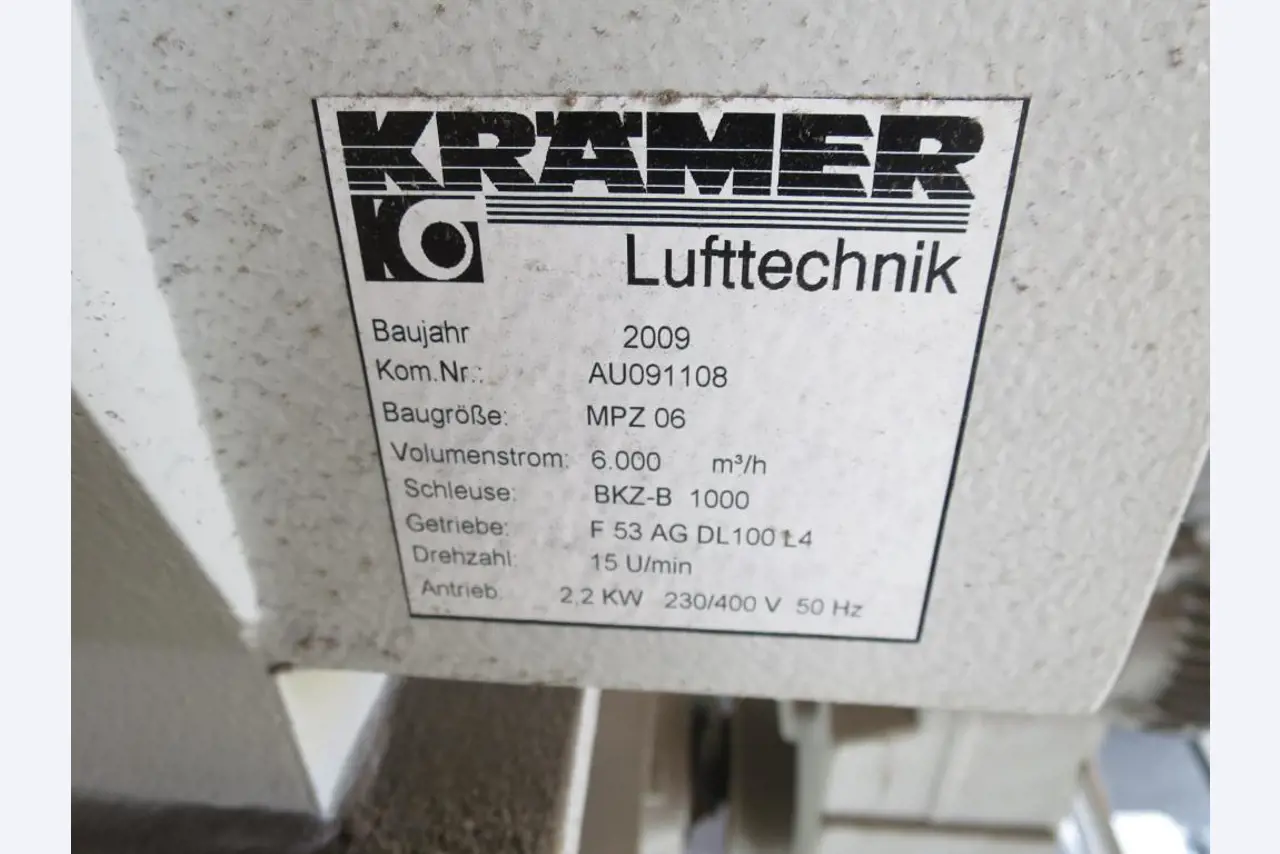 KRÄMER
Lufttechnik
Baujahr 2009
Kom.Nr.: AU091108
Baugröße: MPZ 06
Volumenstrom: 6.000 m³/h
Schleuse: BKZ-B 1000
Getriebe: F 53 AG DL100 L4
Drehzahl: 15 U/min
Antrieb: 2,2 KW 230/400 V 50 Hz